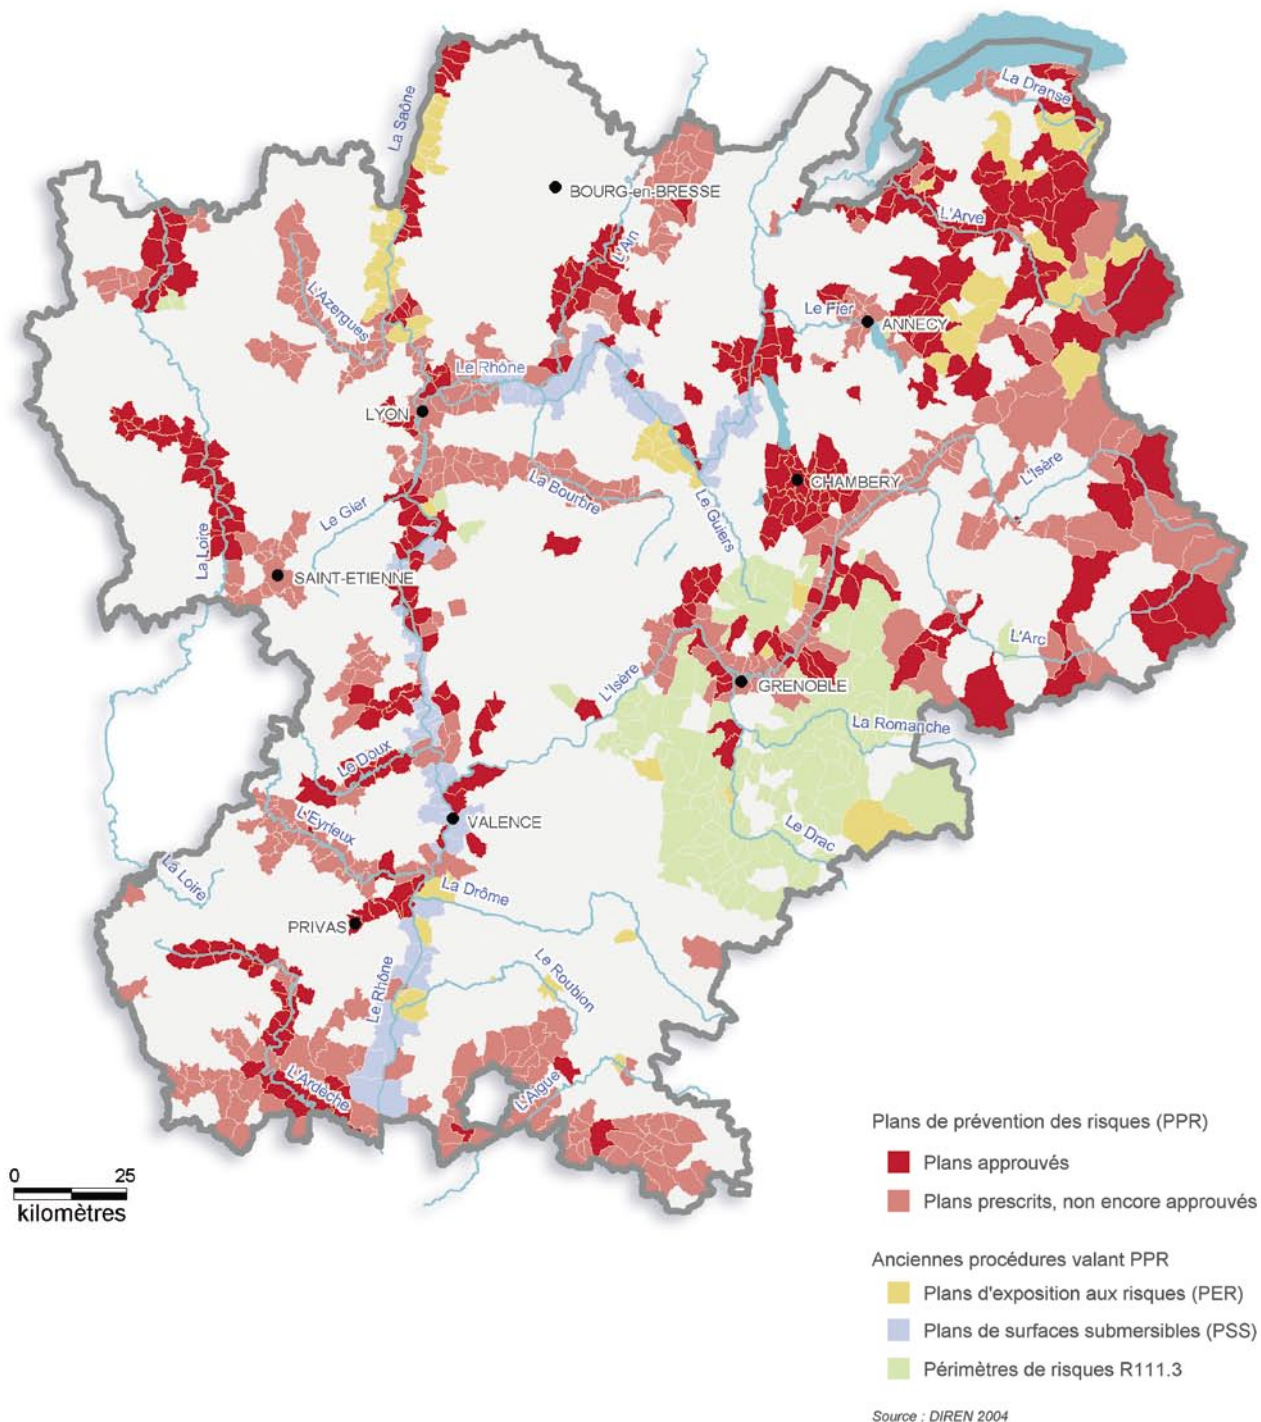 La Dranse
La Saône
BOURG-en-BRESSE
L'Arve
L'Ain
L'Azergues
Le Fier
ANNECY
Le Rhône
LYON
L'Isère
La Bourbre
CHAMBERY
Le Guiers
Le Gier
La Loire
SAINT-ETIENNE
L'Arc
L'Isère
GRENOBLE
La Romanche
Le Doux
L'Eyrieux
VALENCE
Le Drac
La Loire
La Drôme
PRIVAS
Le Roubion
Le Rhône
L'Ardèche
L'Aigue
0 25
kilomètres
Plans de prévention des risques (PPR)
Plans approuvés
Plans prescrits, non encore approuvés
Anciennes procédures valant PPR
Plans d'exposition aux risques (PER)
Plans de surfaces submersibles (PSS)
Périmètres de risques R111.3
Source : DIREN 2004